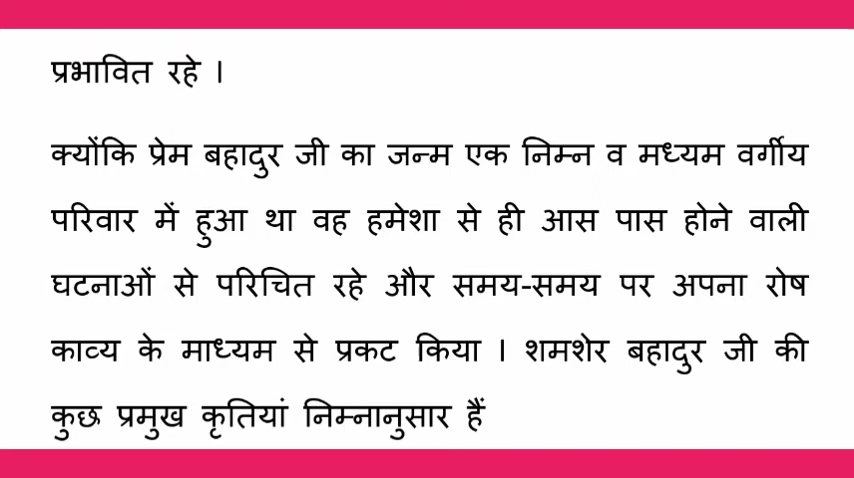 प्रभावित रहे ।
क्योंकि प्रेम बहादुर जी का जन्म एक निम्न व मध्यम वर्गीय
परिवार में हुआ था वह हमेशा से ही आस पास होने वाली
घटनाओं से परिचित रहे और समय-समय पर अपना रोष
काव्य के माध्यम से प्रकट किया । शमशेर बहादुर जी की
कुछ प्रमुख कृतियां निम्नानुसार हैं